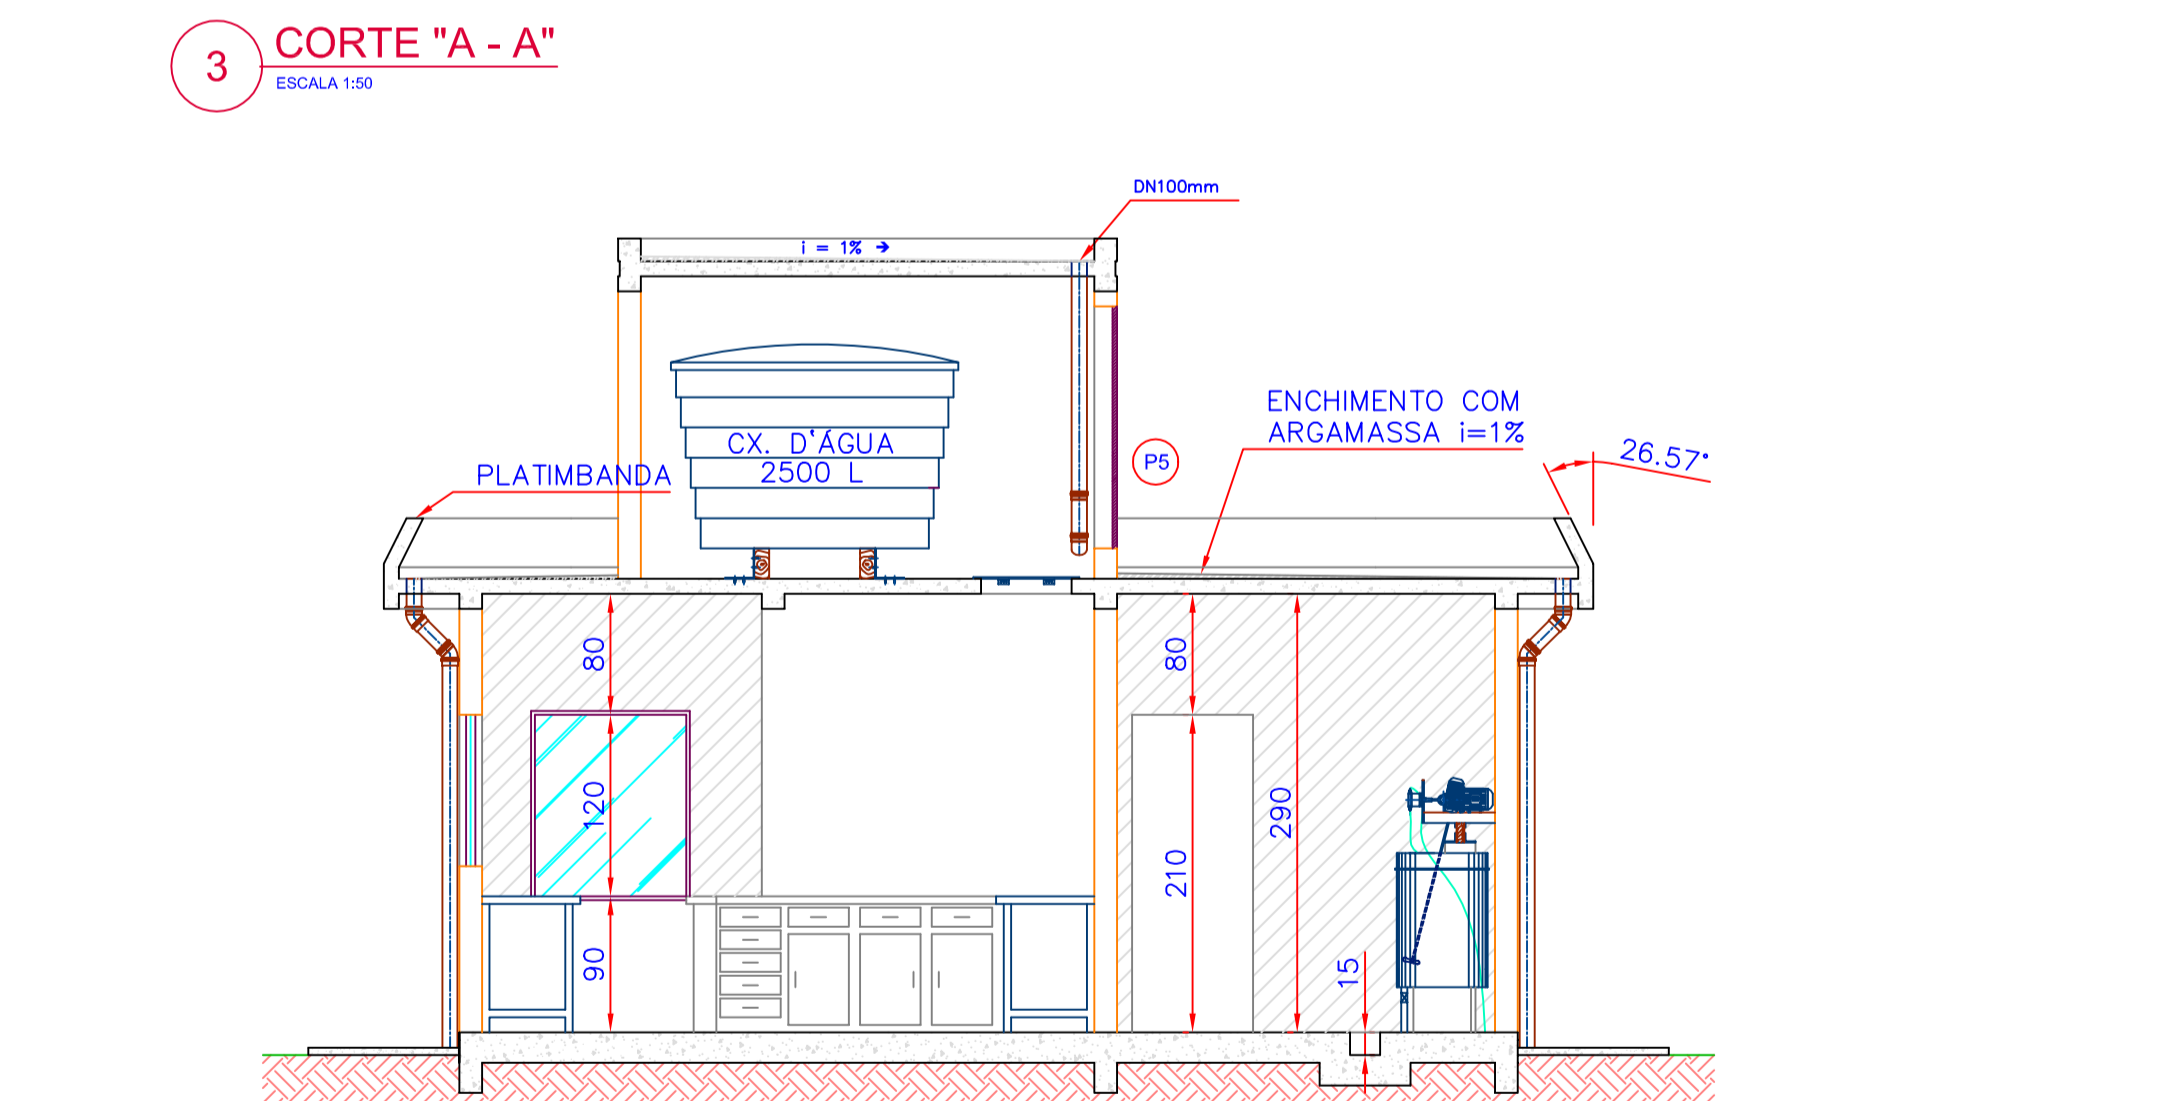 3
CORTE "A - A"
ESCALA 1:50
DN100mm
i = 1% →
ENCHIMENTO COM
ARGAMASSA i=1%
26.57°
CX. D'ÁGUA
2500 L
P5
PLATIMBANDA
80
80
120
290
210
90
15